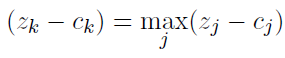 (z_k − c_k) = max_j (z_j − c_j)